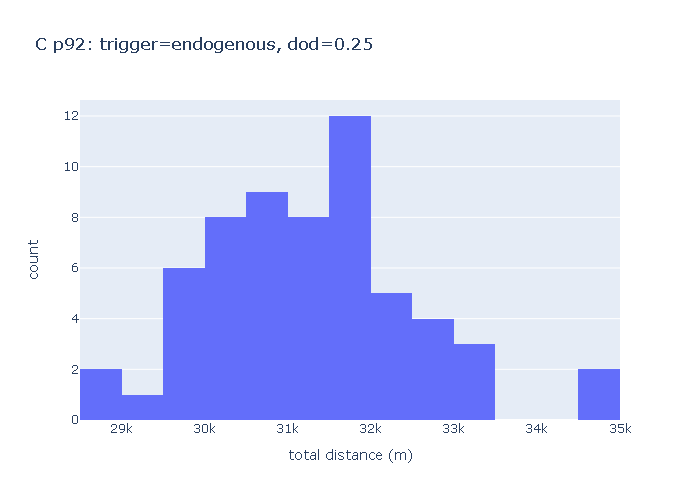 C p92: trigger=endogenous, dod=0.25
12
10
8
6
4
2
0
count
29k 30k 31k 32k 33k 34k 35k
total distance (m)